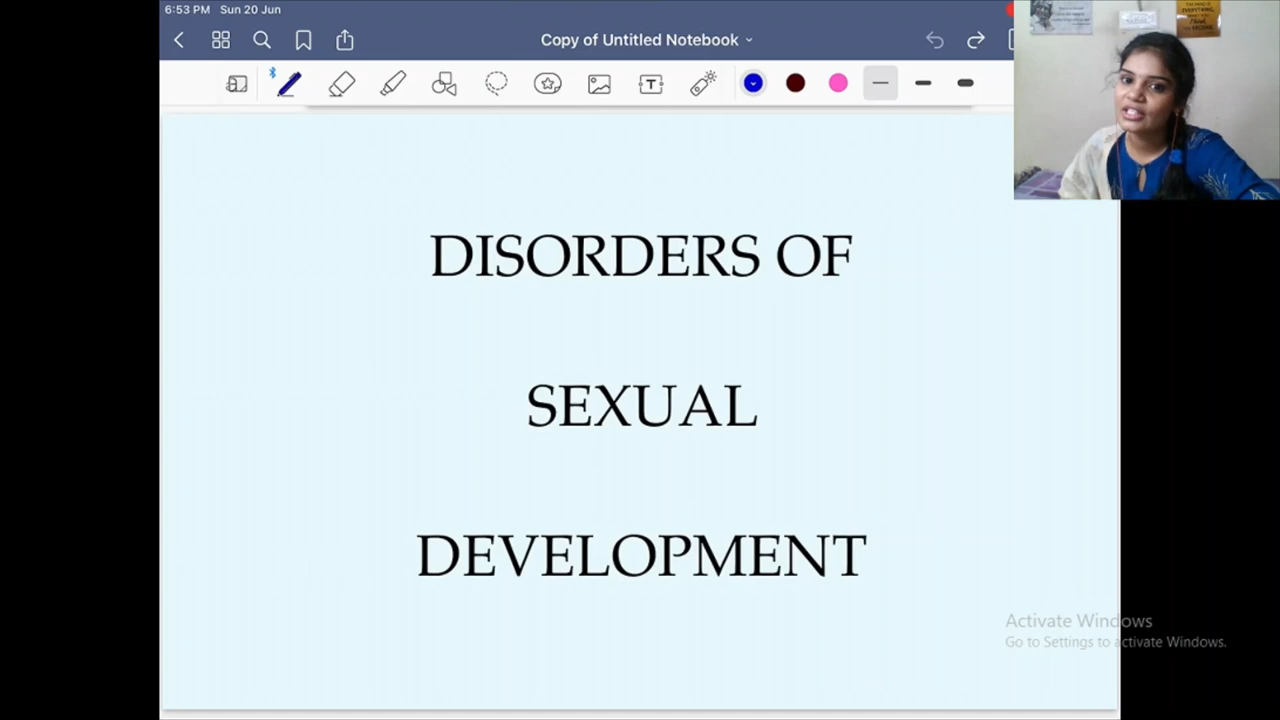 6:53 PM Sun 20 Jun
Copy of Untitled Notebook
T
DISORDERS OF
SEXUAL
DEVELOPMENT
Activate Windows
Go to Settings to activate Windows.